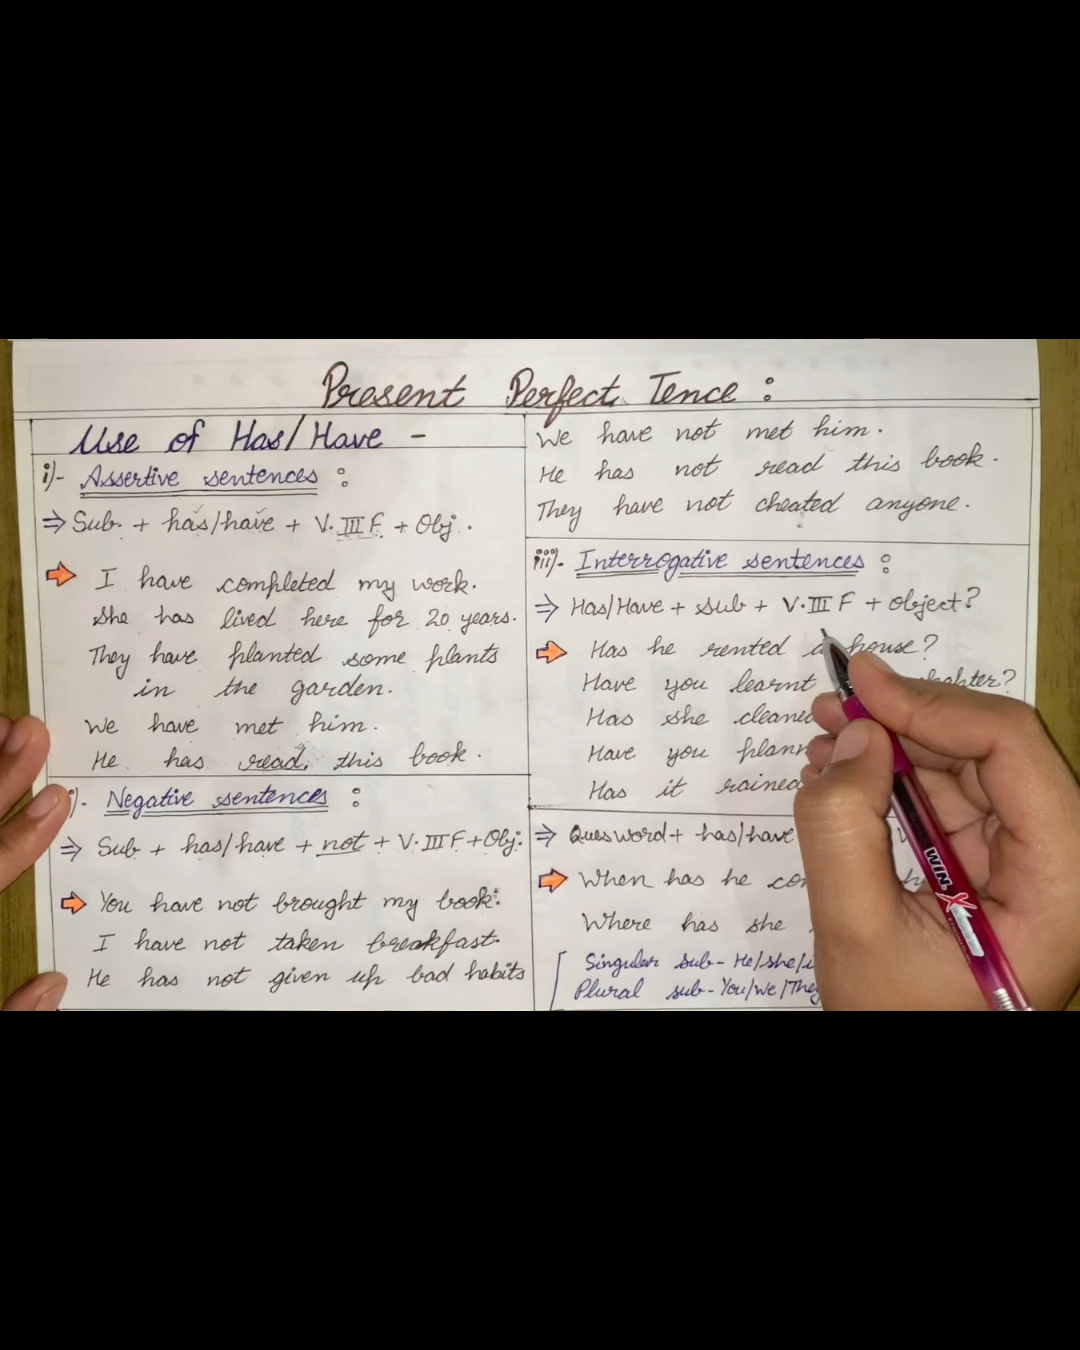 Present Perfect Tence :
Use of Has/Have -
i)- Assertive sentences :
⇒ Sub. + has/have + V.III F. + Obj.
I have completed my work.
She has lived here for 20 years.
They have planted some plants
in the garden.
We have met him.
He has read this book.
)- Negative sentences :
⇒ Sub + has/have + not + V.III F + Obj.
You have not brought my book.
I have not taken breakfast.
He has not given up bad habits
We have not met him.
He has not read this book.
They have not cheated anyone.
iii)- Interrogative sentences :
⇒ Has/Have + sub + V.III F + object?
Has he rented a house?
Have you learnt
Has she cleaned
Have you
Has it rained
⇒ Ques word + has/have
When has he
Where has she
Singular sub - He/she/
Plural sub - You/we/They
WIN X